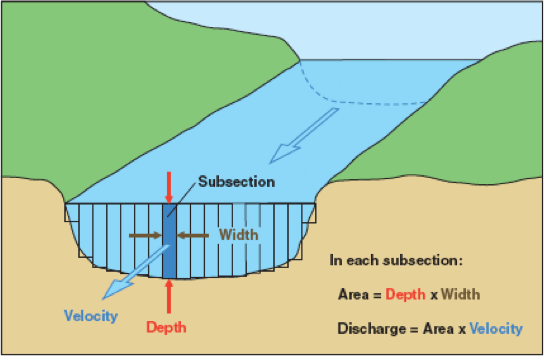 Subsection
Width
Velocity
Depth
In each subsection:
Area = Depth x Width
Discharge = Area x Velocity